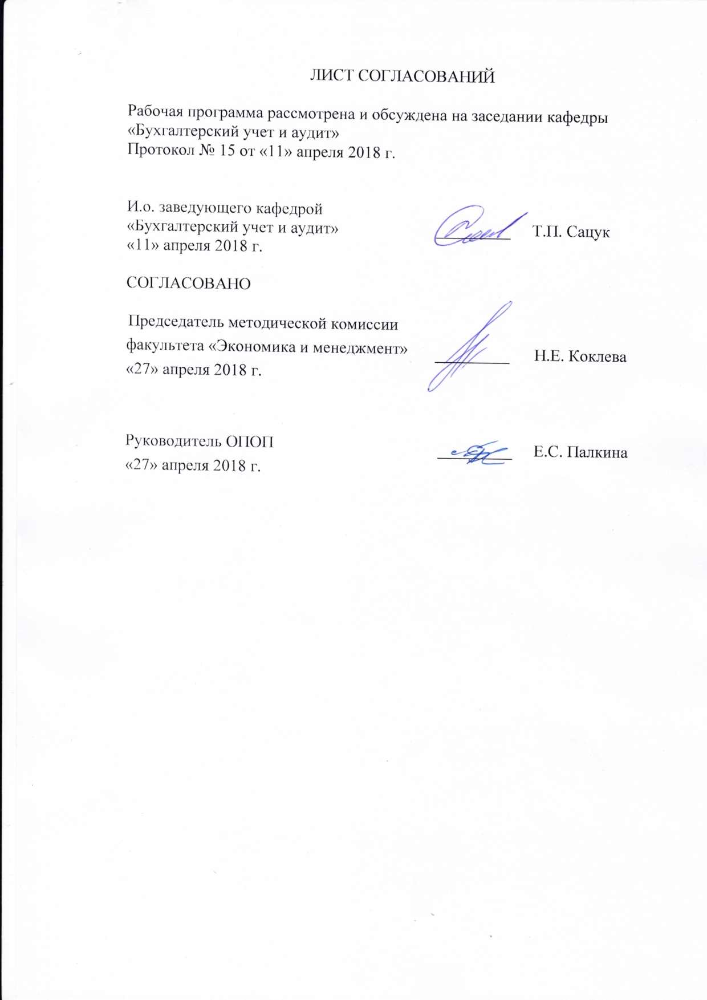 ЛИСТ СОГЛАСОВАНИЙ
Рабочая программа рассмотрена и обсуждена на заседании кафедры
«Бухгалтерский учет и аудит»
Протокол № 15 от «11» апреля 2018 г.
И.о. заведующего кафедрой
«Бухгалтерский учет и аудит»
«11» апреля 2018 г.
Т.П. Сацук
СОГЛАСОВАНО
Председатель методической комиссии
факультета «Экономика и менеджмент»
«27» апреля 2018 г.
Н.Е. Коклева
Руководитель ОПОП
«27» апреля 2018 г.
Е.С. Палкина